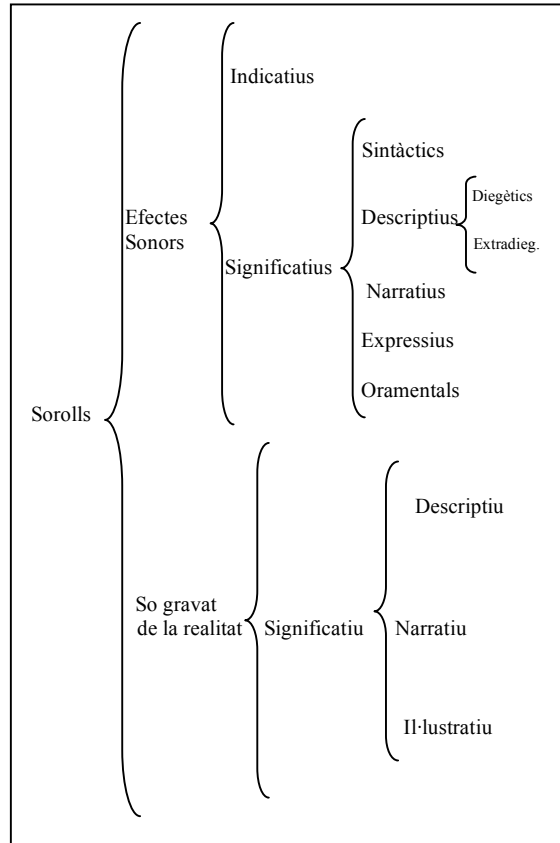 Indicatius
Sintàctics
Diegètics
Efectes
Sonors
Descriptius
Extradieg.
Significatius
Narratius
Expressius
Oramentals
Sorolls
Descriptiu
So gravat
de la realitat
Significatiu
Narratiu
Il·lustratiu